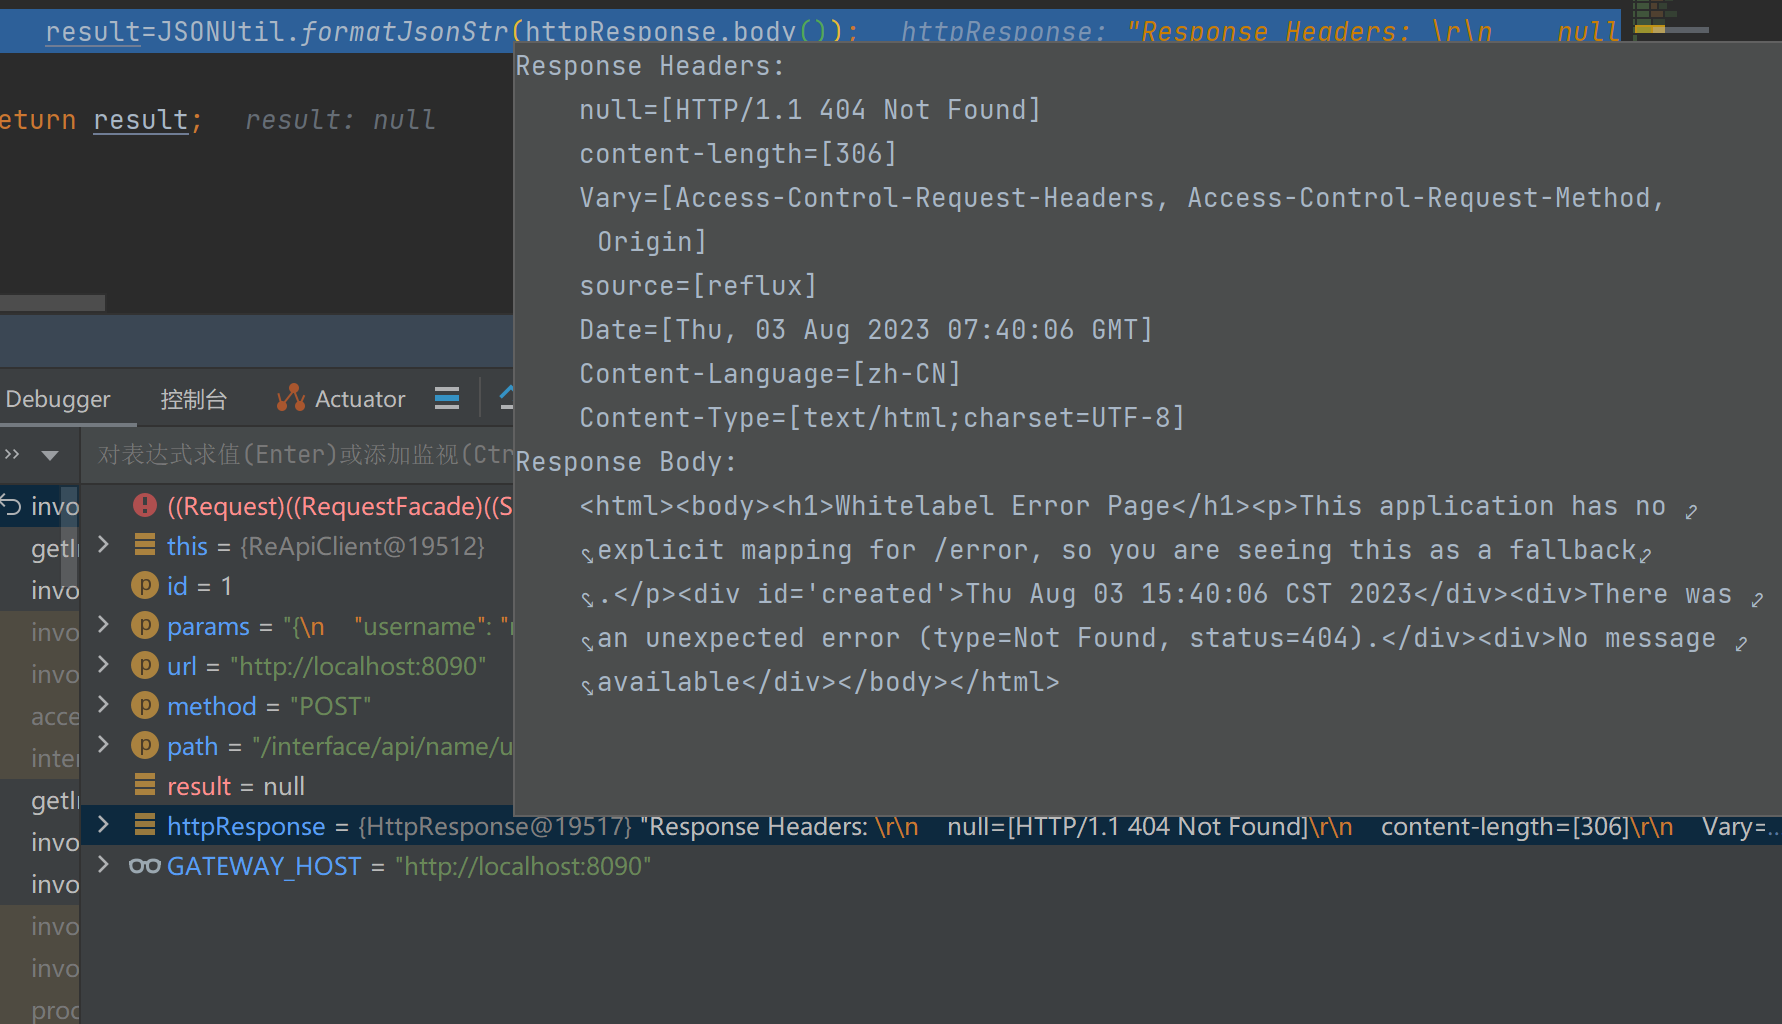 result=JSONUtil.formatJsonStr(httpResponse.body()); httpResponse: "Response Headers: \r\n null
Response Headers:
null=[HTTP/1.1 404 Not Found]
eturn result; result: null
content-length=[306]
Vary=[Access-Control-Request-Headers, Access-Control-Request-Method,
Origin]
source=[reflux]
Date=[Thu, 03 Aug 2023 07:40:06 GMT]
Content-Language=[zh-CN]
Content-Type=[text/html;charset=UTF-8]
Response Body:
<html><body><h1>Whitelabel Error Page</h1><p>This application has no
explicit mapping for /error, so you are seeing this as a fallback
.</p><div id='created'>Thu Aug 03 15:40:06 CST 2023</div><div>There was
an unexpected error (type=Not Found, status=404).</div><div>No message
available</div></body></html>
Debugger 控制台 Actuator
对表达式求值(Enter)或添加监视(Ctr
invo
getI
invo
invo
invo
acce
inter
getI
invo
invo
invo
invo
proc
((Request)((RequestFacade)((S
this = {ReApiClient@19512}
p id = 1
p params = "{\n "username": "r
p url = "http://localhost:8090"
p method = "POST"
p path = "/interface/api/name/u
result = null
httpResponse = {HttpResponse@19517} "Response Headers: \r\n null=[HTTP/1.1 404 Not Found]\r\n content-length=[306]\r\n Vary=...
GATEWAY_HOST = "http://localhost:8090"